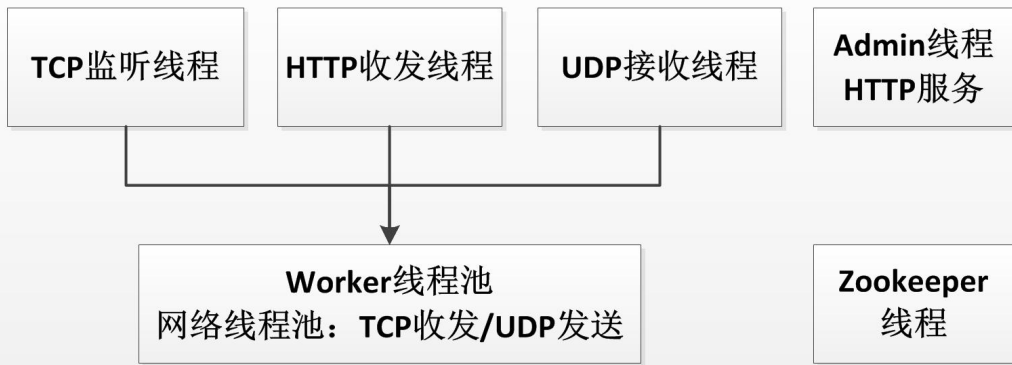 TCP监听线程
HTTP收发线程
UDP接收线程
Admin线程
HTTP服务
Worker线程池
网络线程池：TCP收发/UDP发送
Zookeeper
线程